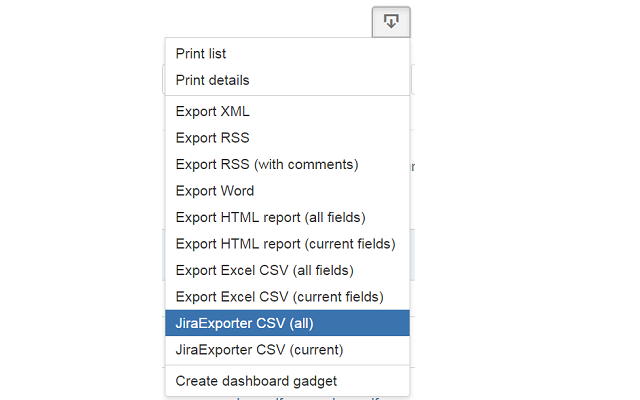 Print list
Print details
Export XML
Export RSS
Export RSS (with comments)
Export Word
Export HTML report (all fields)
Export HTML report (current fields)
Export Excel CSV (all fields)
Export Excel CSV (current fields)
JiraExporter CSV (all)
JiraExporter CSV (current)
Create dashboard gadget